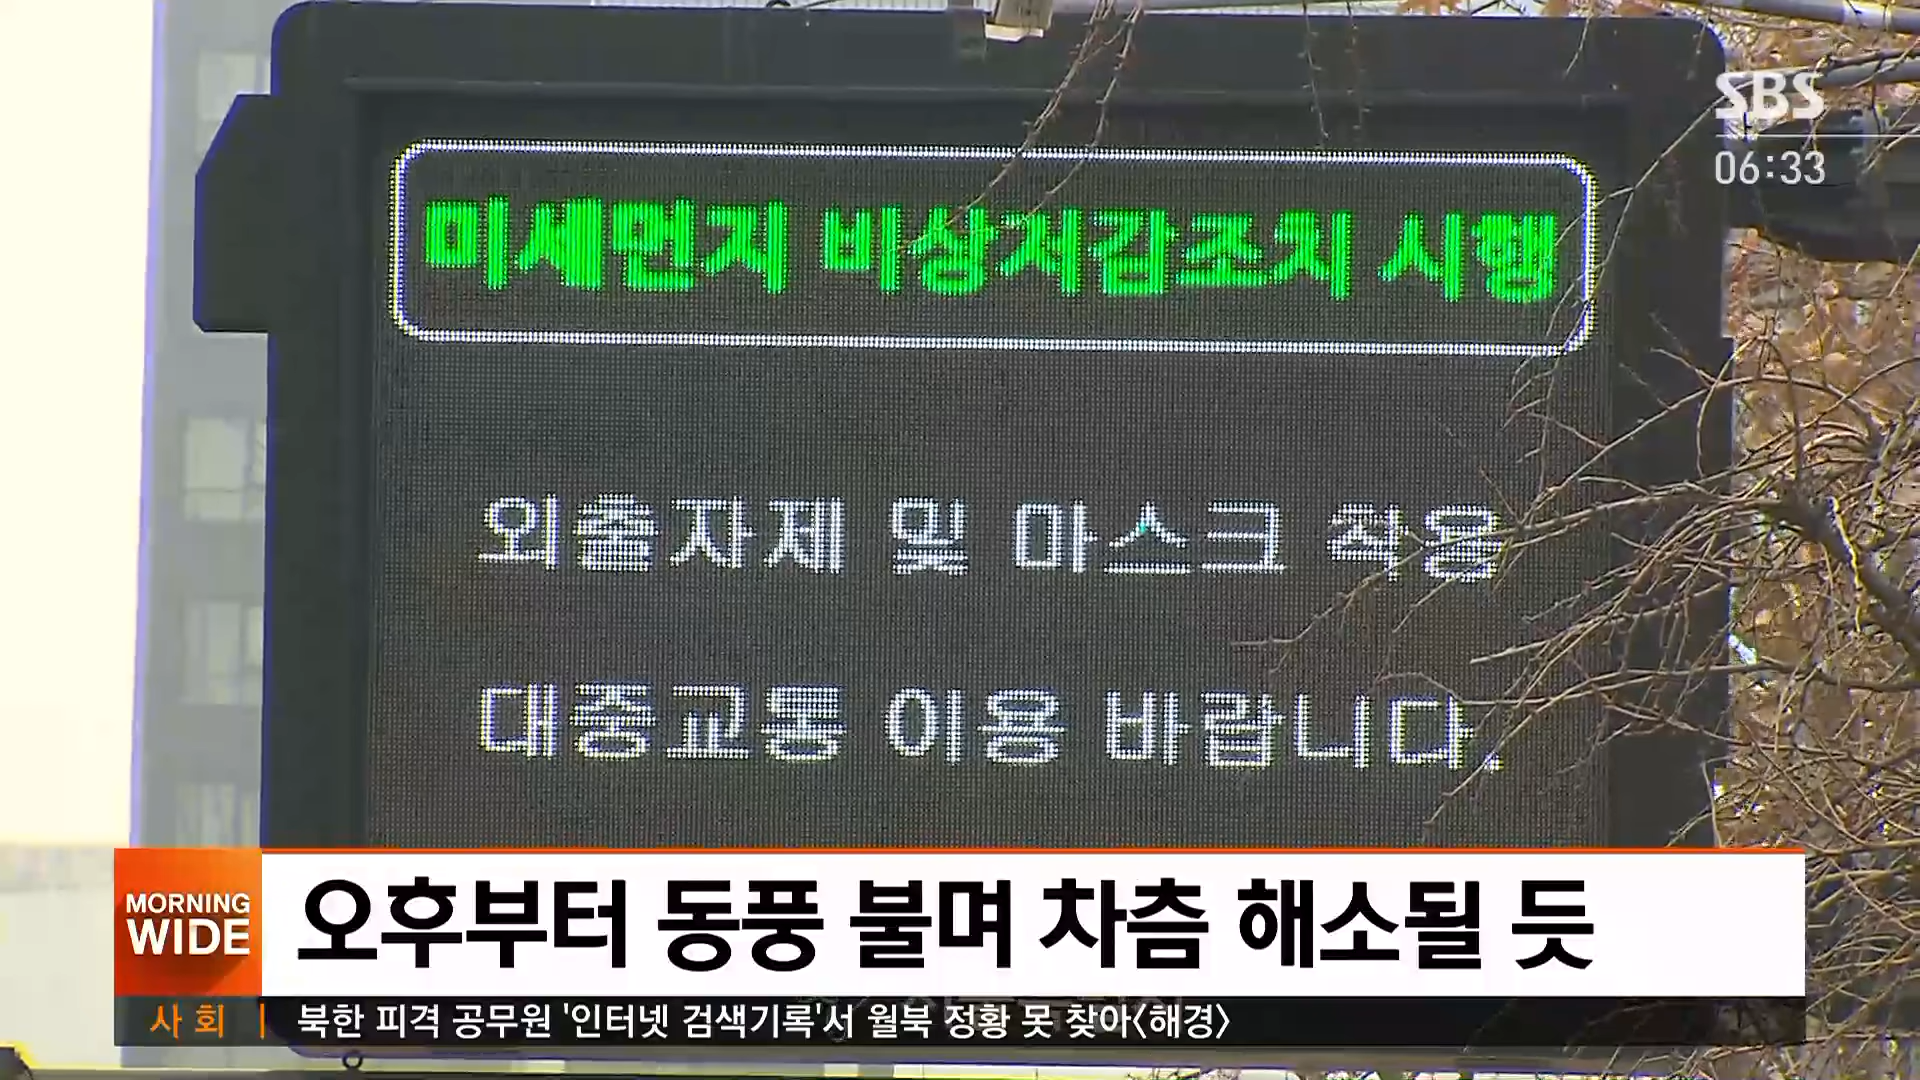 SBS
06:33
미세먼지 비상저감조치 시행
외출자제 및 마스크 착용
대중교통 이용 바랍니다.
MORNING
WIDE
오후부터 동풍 불며 차츰 해소될 듯
사회
북한 피격 공무원 '인터넷 검색기록'서 월북 정황 못 찾아<해경>